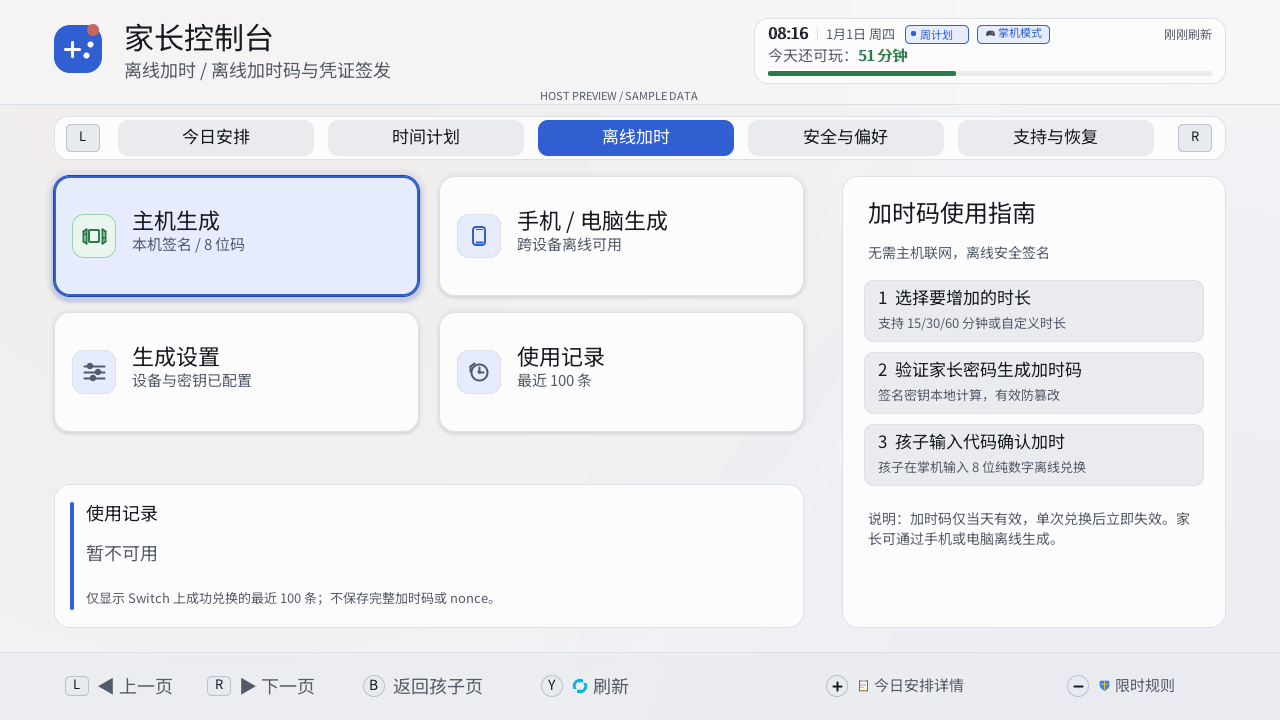 家长控制台
离线加时 / 离线加时码与凭证签发
08:16 1月1日 周四 周计划 掌机模式 刚刚刷新
今天还可玩: 51 分钟
HOST PREVIEW / SAMPLE DATA
L 今日安排 时间计划 离线加时 安全与偏好 支持与恢复 R
主机生成
本机签名 / 8 位码
手机 / 电脑生成
跨设备离线可用
生成设置
设备与密钥已配置
使用记录
最近 100 条
使用记录
暂不可用
仅显示 Switch 上成功兑换的最近 100 条；不保存完整加时码或 nonce。
加时码使用指南
无需主机联网，离线安全签名
1 选择要增加的时长
支持 15/30/60 分钟或自定义时长
2 验证家长密码生成加时码
签名密钥本地计算，有效防篡改
3 孩子输入代码确认加时
孩子在掌机输入 8 位纯数字离线兑换
说明：加时码仅当天有效，单次兑换后立即失效。家
长可通过手机或电脑离线生成。
L ◀ 上一页 R ▶ 下一页 B 返回孩子页 Y 刷新 + 今日安排详情 − 限时规则